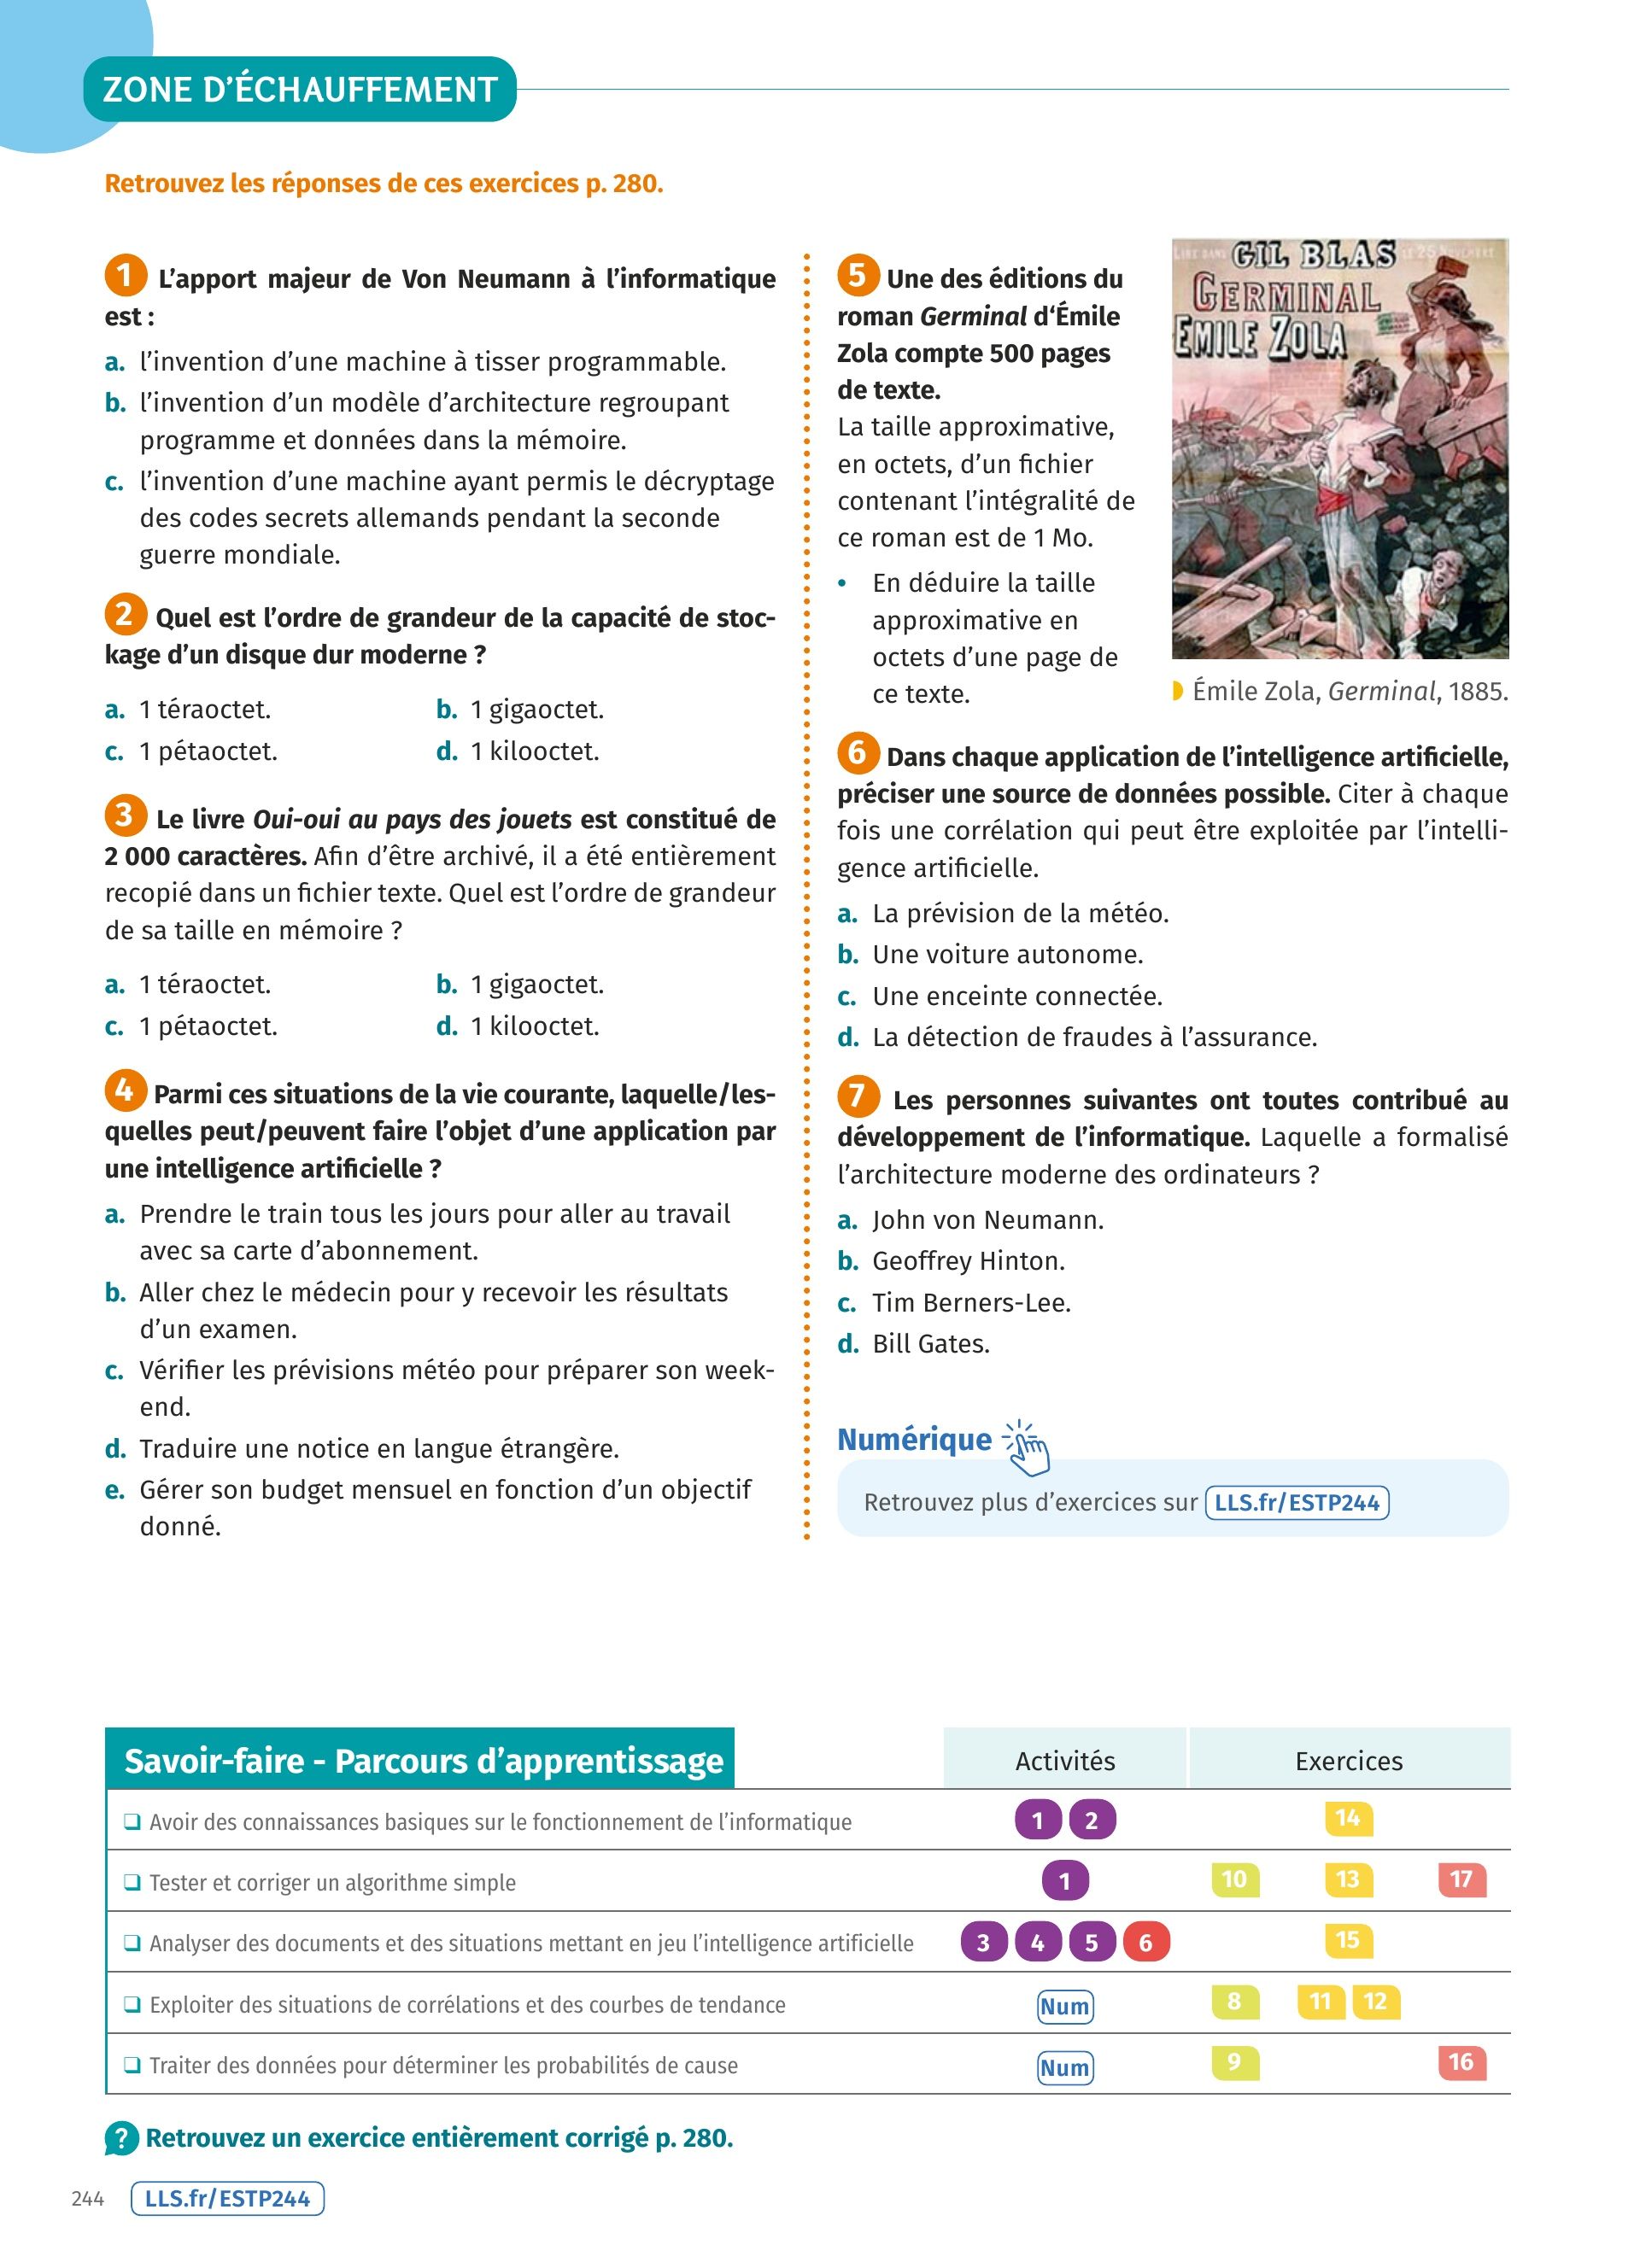 ZONE D’ÉCHAUFFEMENT
Retrouvez les réponses de ces exercices p. 280.
1 L’apport majeur de Von Neumann à l’informatique
est :
a. l’invention d’une machine à tisser programmable.
b. l’invention d’un modèle d’architecture regroupant
programme et données dans la mémoire.
c. l’invention d’une machine ayant permis le décryptage
des codes secrets allemands pendant la seconde
guerre mondiale.
2 Quel est l’ordre de grandeur de la capacité de stoc-
kage d’un disque dur moderne ?
a. 1 téraoctet. b. 1 gigaoctet.
c. 1 pétaoctet. d. 1 kilooctet.
3 Le livre Oui-oui au pays des jouets est constitué de
2 000 caractères. Afin d’être archivé, il a été entièrement
recopié dans un fichier texte. Quel est l’ordre de grandeur
de sa taille en mémoire ?
a. 1 téraoctet. b. 1 gigaoctet.
c. 1 pétaoctet. d. 1 kilooctet.
4 Parmi ces situations de la vie courante, laquelle/les-
quelles peut/peuvent faire l’objet d’une application par
une intelligence artificielle ?
a. Prendre le train tous les jours pour aller au travail
avec sa carte d’abonnement.
b. Aller chez le médecin pour y recevoir les résultats
d’un examen.
c. Vérifier les prévisions météo pour préparer son week-
end.
d. Traduire une notice en langue étrangère.
e. Gérer son budget mensuel en fonction d’un objectif
donné.
5 Une des éditions du
roman Germinal d‘Émile
Zola compte 500 pages
de texte.
La taille approximative,
en octets, d’un fichier
contenant l’intégralité de
ce roman est de 1 Mo.
• En déduire la taille
approximative en
octets d’une page de
ce texte.
LIRE DANS GIL BLAS LE 25
GERMINAL
EMILE ZOLA
Émile Zola, Germinal, 1885.
6 Dans chaque application de l’intelligence artificielle,
préciser une source de données possible. Citer à chaque
fois une corrélation qui peut être exploitée par l’intelli-
gence artificielle.
a. La prévision de la météo.
b. Une voiture autonome.
c. Une enceinte connectée.
d. La détection de fraudes à l’assurance.
7 Les personnes suivantes ont toutes contribué au
développement de l’informatique. Laquelle a formalisé
l’architecture moderne des ordinateurs ?
a. John von Neumann.
b. Geoffrey Hinton.
c. Tim Berners-Lee.
d. Bill Gates.
Numérique
Retrouvez plus d’exercices sur LLS.fr/ESTP244
Savoir-faire - Parcours d’apprentissage Activités Exercices
❏ Avoir des connaissances basiques sur le fonctionnement de l’informatique 1 2 14
❏ Tester et corriger un algorithme simple 1 10 13 17
❏ Analyser des documents et des situations mettant en jeu l’intelligence artificielle 3 4 5 6 15
❏ Exploiter des situations de corrélations et des courbes de tendance Num 8 11 12
❏ Traiter des données pour déterminer les probabilités de cause Num 9 16
? Retrouvez un exercice entièrement corrigé p. 280.
244 LLS.fr/ESTP244